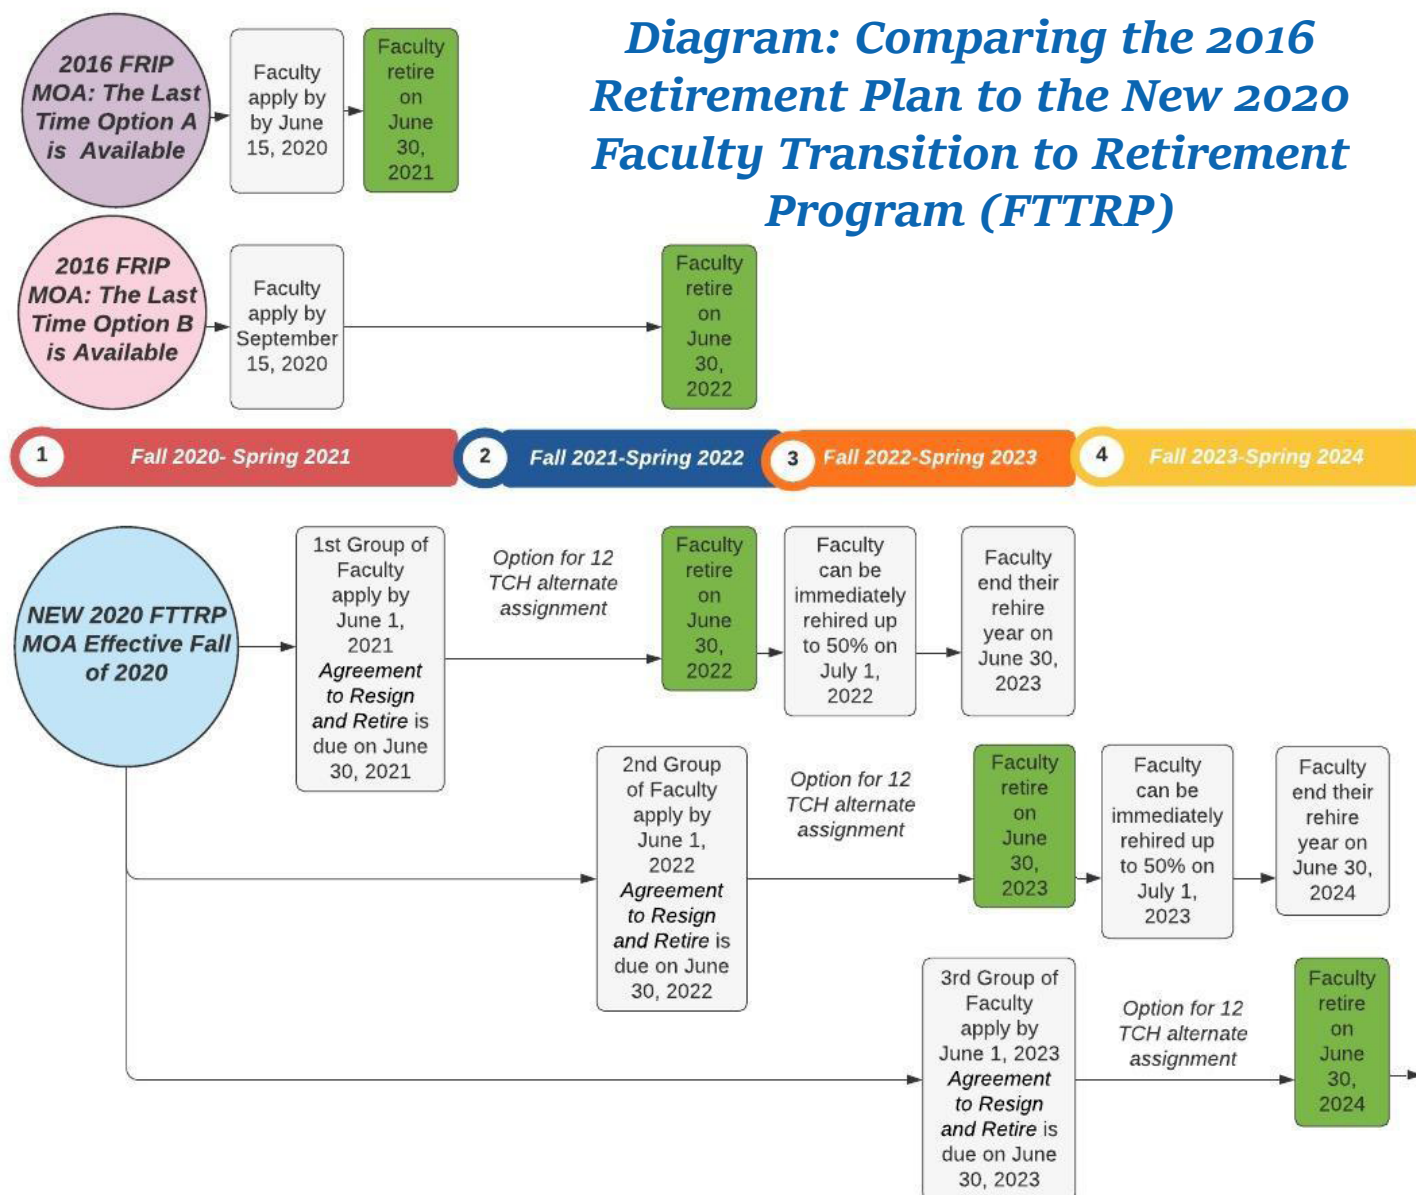 Diagram: Comparing the 2016
Retirement Plan to the New 2020
Faculty Transition to Retirement
Program (FTTRP)
2016 FRIP
MOA: The Last
Time Option A
is Available
Faculty
apply by
by June
15, 2020
Faculty
retire
on
June
30,
2021
2016 FRIP
MOA: The Last
Time Option B
is Available
Faculty
apply by
September
15, 2020
Faculty
retire
on
June
30,
2022
1
Fall 2020- Spring 2021
2
Fall 2021-Spring 2022
3
Fall 2022-Spring 2023
4
Fall 2023-Spring 2024
NEW 2020 FTTRP
MOA Effective Fall
of 2020
1st Group of
Faculty
apply by
June 1,
2021
Agreement
to Resign
and Retire is
due on June
30, 2021
Option for 12
TCH alternate
assignment
Faculty
retire
on
June
30,
2022
Faculty
can be
immediately
rehired up
to 50% on
July 1,
2022
Faculty
end their
rehire
year on
June 30,
2023
2nd Group
of Faculty
apply by
June 1,
2022
Agreement
to Resign
and Retire is
due on June
30, 2022
Option for 12
TCH alternate
assignment
Faculty
retire
on
June
30,
2023
Faculty
can be
immediately
rehired up
to 50% on
July 1,
2023
Faculty
end their
rehire
year on
June 30,
2024
3rd Group of
Faculty
apply by
June 1, 2023
Agreement
to Resign
and Retire is
due on June
30, 2023
Option for 12
TCH alternate
assignment
Faculty
retire
on
June
30,
2024